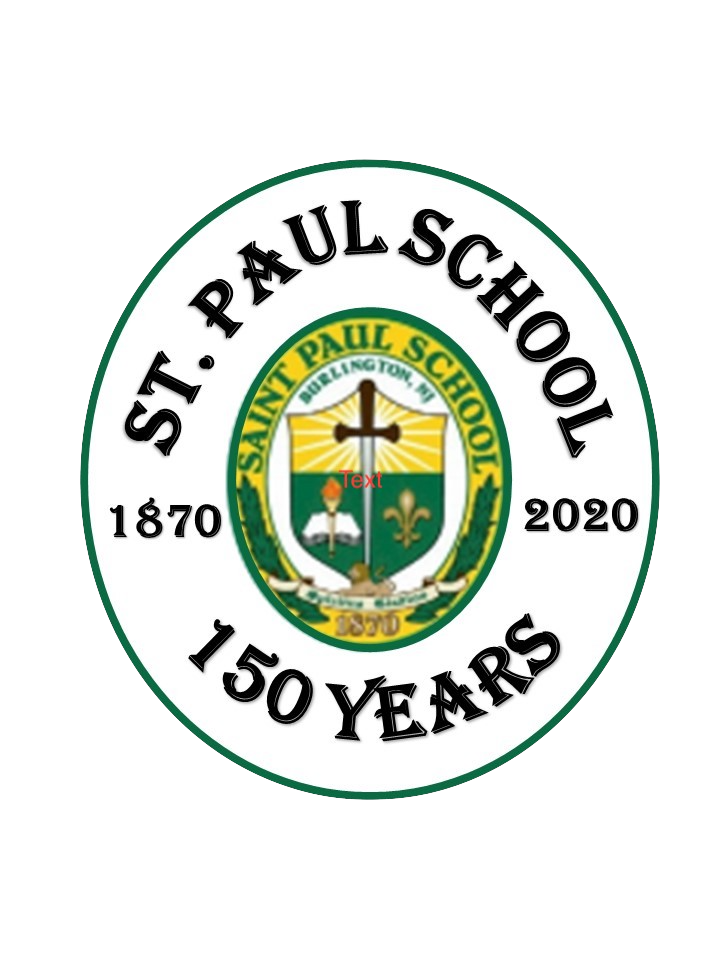 ST. PAUL SCHOOL
SAINT PAUL SCHOOL
BURLINGTON, NJ
Text
1870
2020
1870
150 YEARS